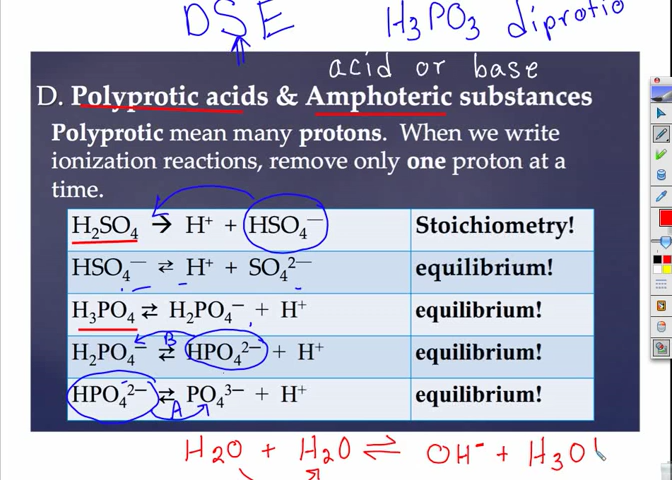 DSE
H₃PO₃ diprotic
acid or base
D. Polyprotic acids & Amphoteric substances
Polyprotic mean many protons. When we write
ionization reactions, remove only one proton at a
time.
H₂SO₄ → H⁺ + HSO₄⁻ Stoichiometry!
HSO₄⁻ ⇄ H⁺ + SO₄²⁻ equilibrium!
H₃PO₄ ⇄ H₂PO₄⁻ + H⁺ equilibrium!
B
H₂PO₄⁻ ⇄ HPO₄²⁻ + H⁺ equilibrium!
HPO₄²⁻ ⇄ PO₄³⁻ + H⁺ equilibrium!
A
H₂O + H₂O ⇌ OH⁻ + H₃O